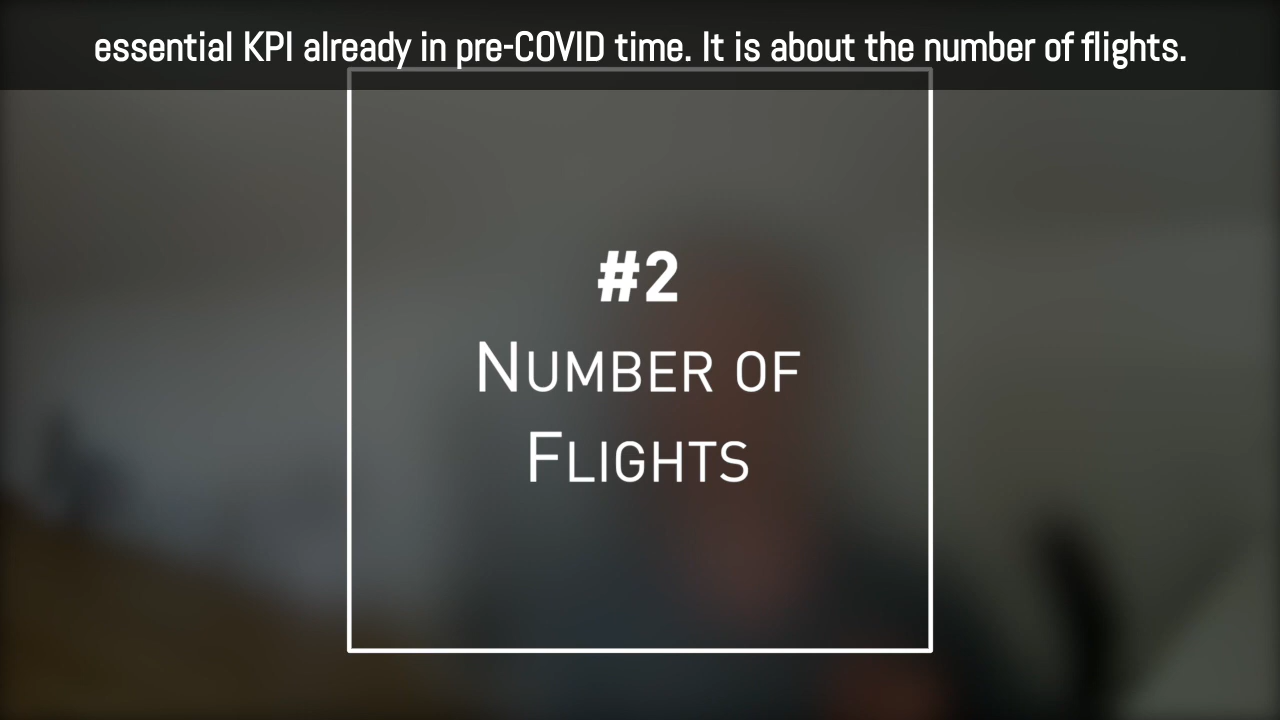 essential KPI already in pre-COVID time. It is about the number of flights.
#2
NUMBER OF
FLIGHTS